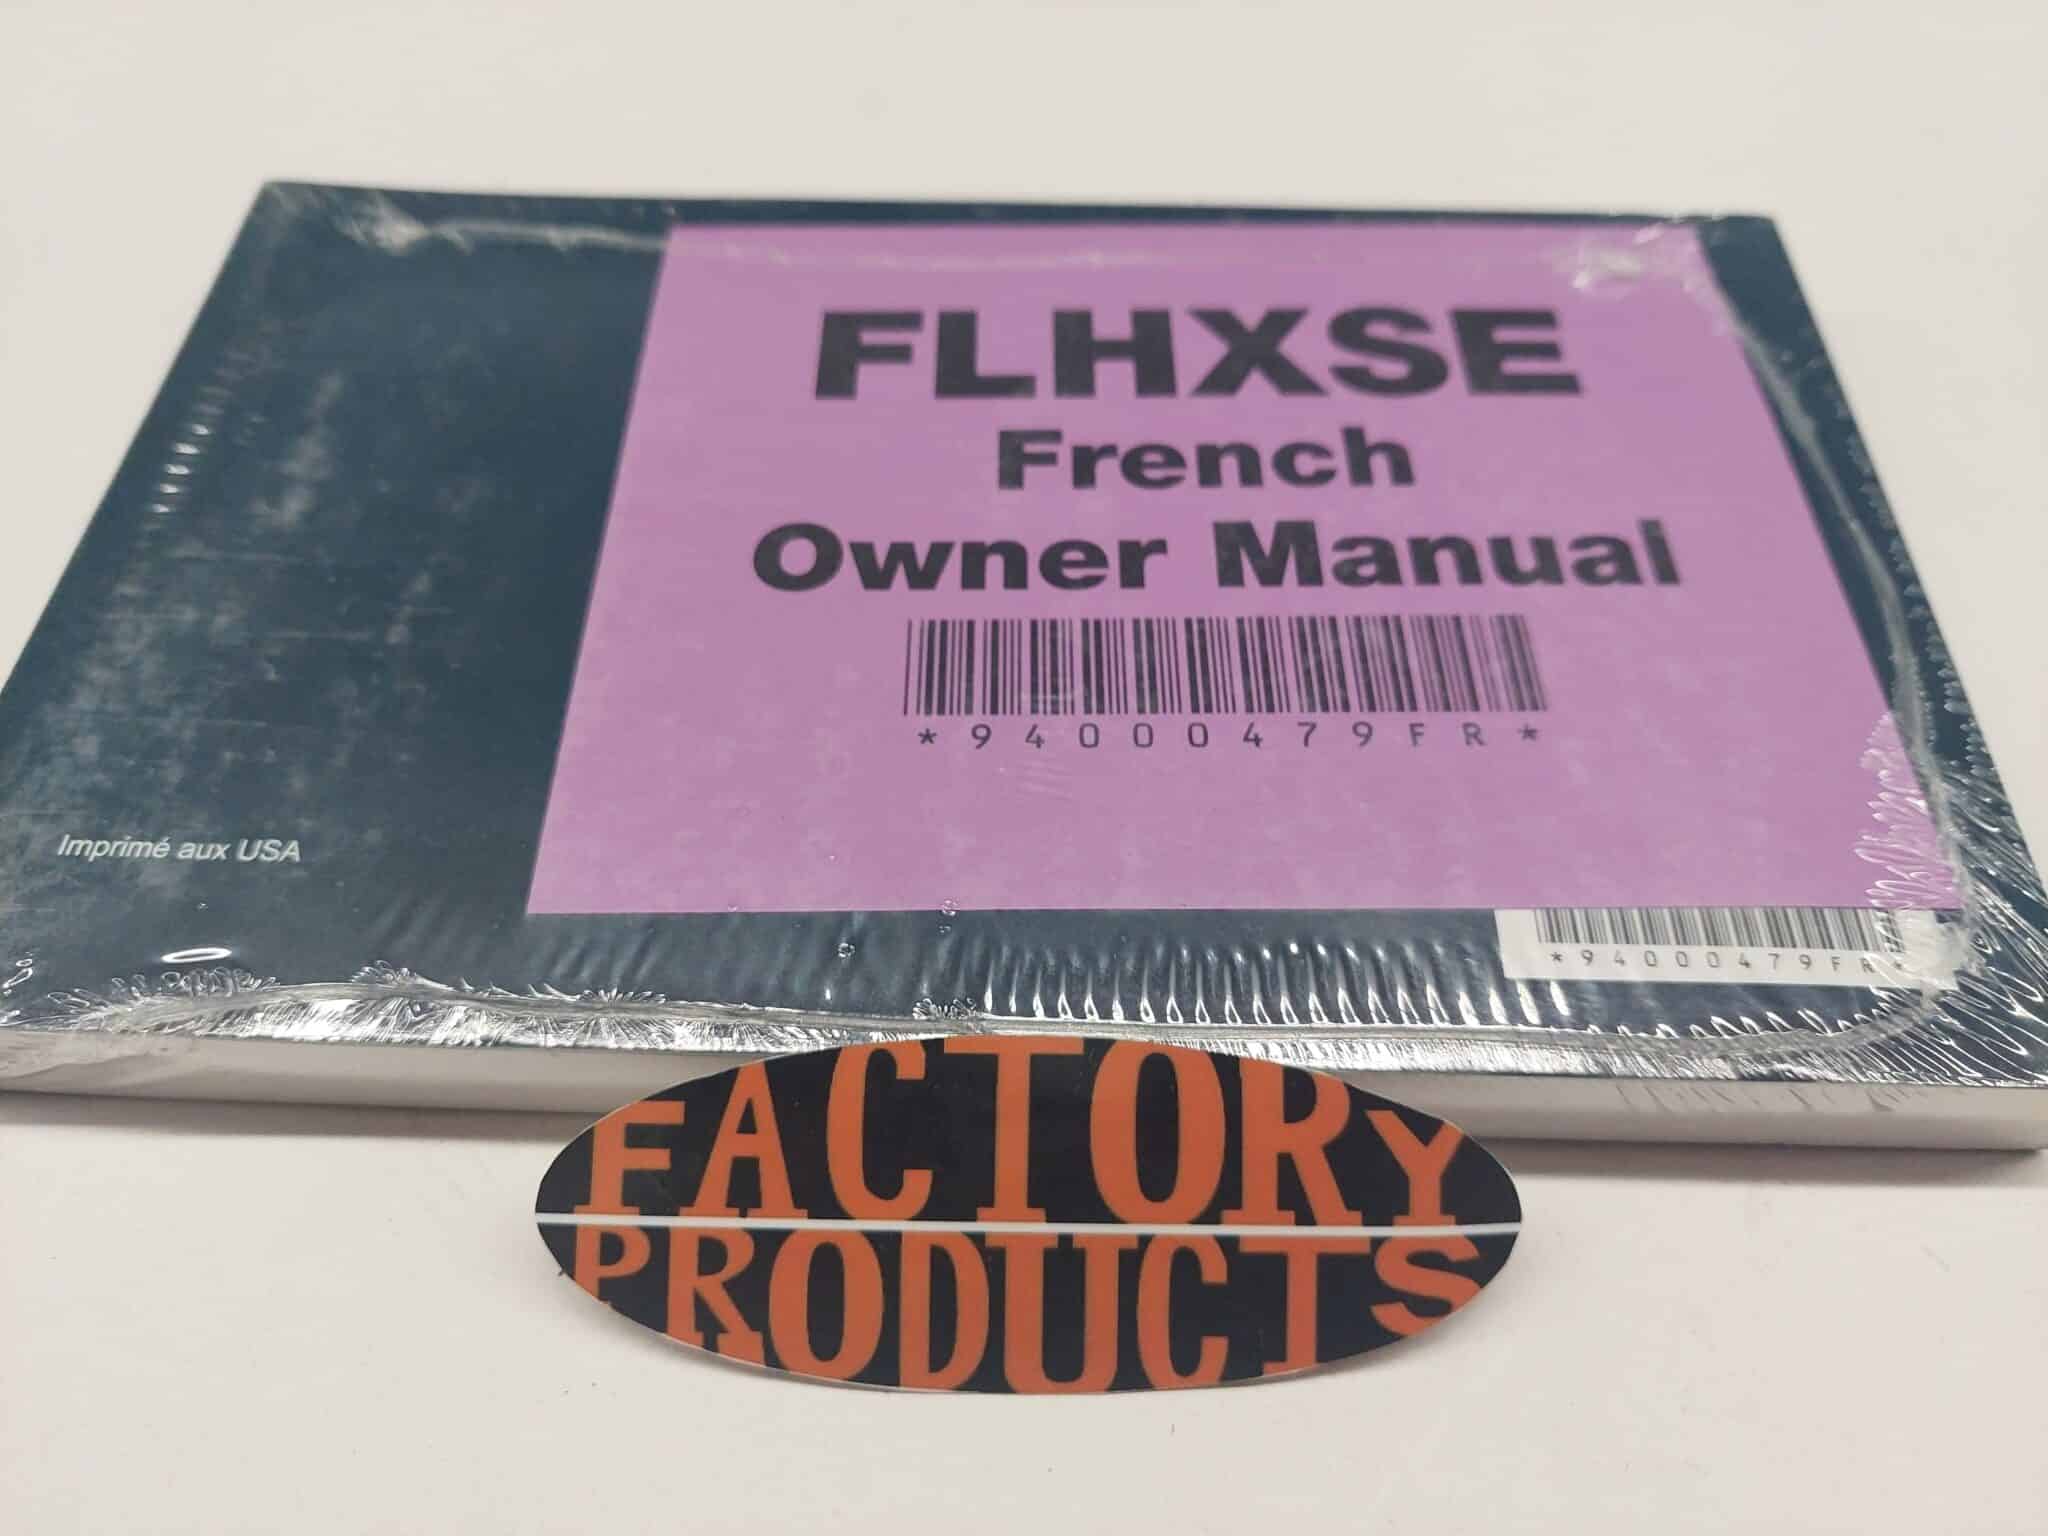 FLHXSE
French
Owner Manual
*94000479FR*
Imprimé aux USA
*94000479FR*
FACTORY
PRODUCTS